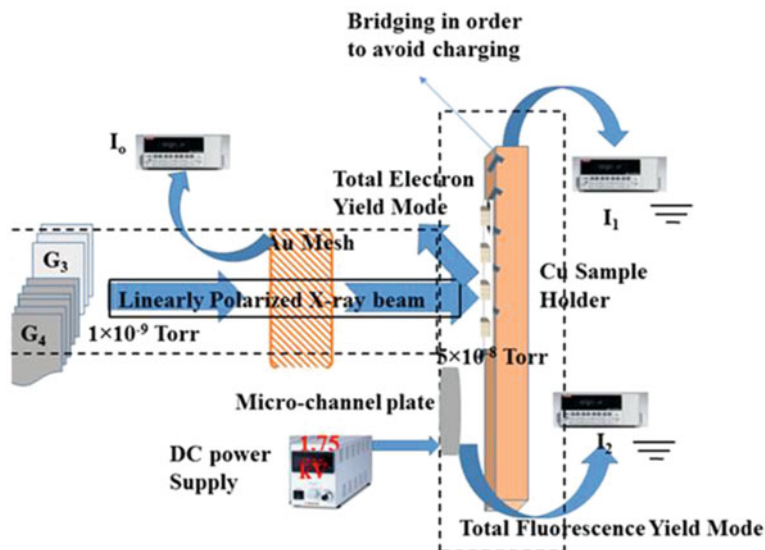 Bridging in order
to avoid charging
I₀
Total Electron
Yield Mode
I₁
Au Mesh
G₃
Cu Sample
Holder
Linearly Polarized X-ray beam
G₄
1×10⁻⁹ Torr
5×10⁻⁸ Torr
Micro-channel plate
DC power
Supply
1.75
kV
I₂
Total Fluorescence Yield Mode